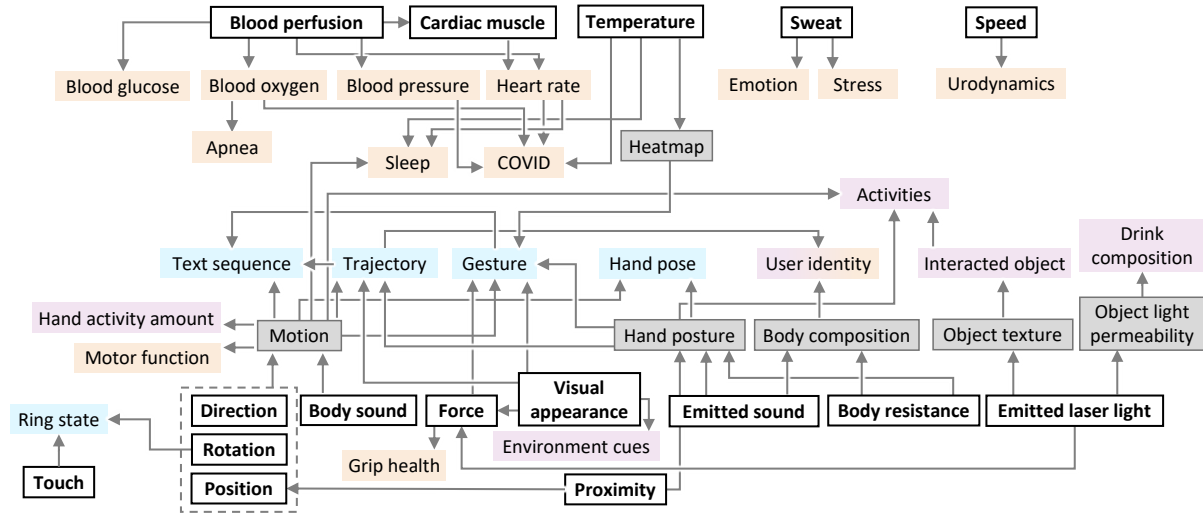 Blood perfusion
Cardiac muscle
Temperature
Sweat
Speed
Blood glucose
Blood oxygen
Blood pressure
Heart rate
Emotion
Stress
Urodynamics
Apnea
Sleep
COVID
Heatmap
Activities
Text sequence
Trajectory
Gesture
Hand pose
User identity
Interacted object
Drink
composition
Hand activity amount
Motor function
Motion
Hand posture
Body composition
Object texture
Object light
permeability
Direction
Body sound
Force
Visual
appearance
Emitted sound
Body resistance
Emitted laser light
Ring state
Rotation
Environment cues
Grip health
Touch
Position
Proximity